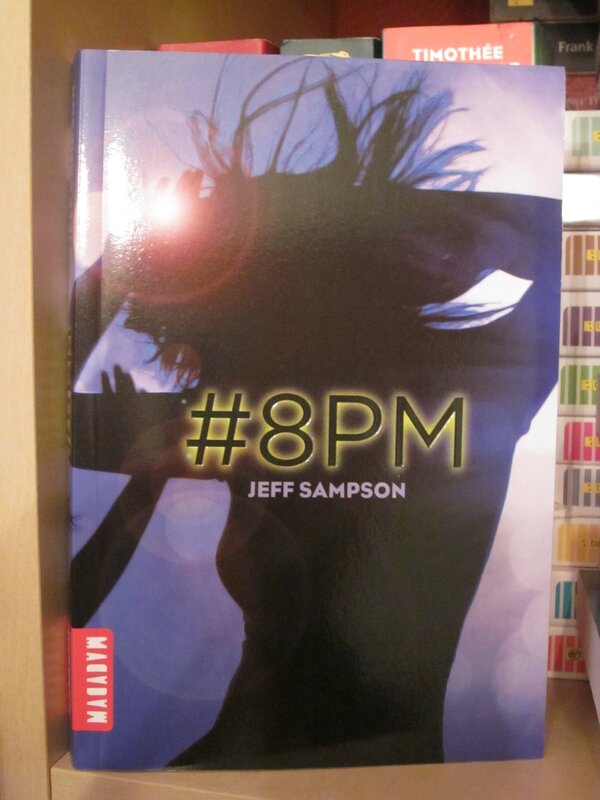 TIMOTHÉE
Frank
#8PM
JEFF SAMPSON
MACADAM